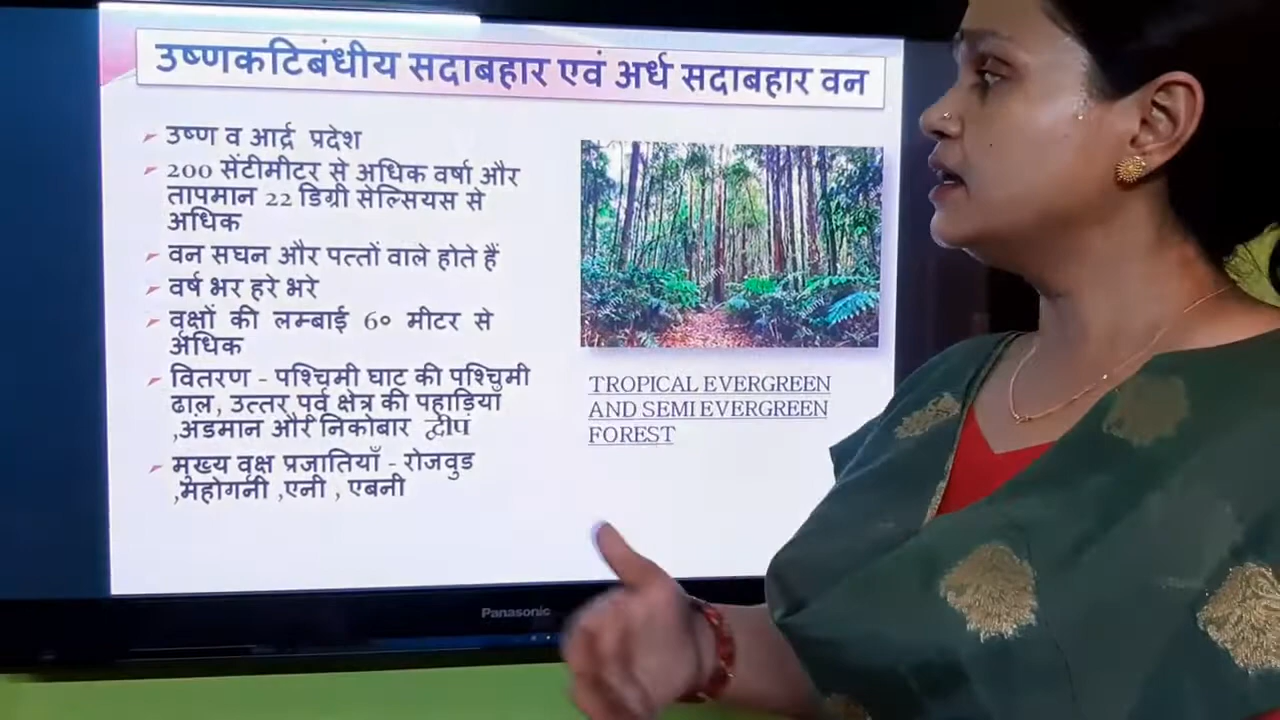 उष्णकटिबंधीय सदाबहार एवं अर्ध सदाबहार वन
उष्ण व आर्द्र प्रदेश
200 सेंटीमीटर से अधिक वर्षा और
तापमान 22 डिग्री सेल्सियस से
अधिक
वन सघन और पत्तों वाले होते हैं
वर्ष भर हरे भरे
वृक्षों की लम्बाई 6० मीटर से
अधिक
वितरण - पश्चिमी घाट की पश्चिमी
ढाल, उत्तर पूर्व क्षेत्र की पहाड़ियां
,अंडमान और निकोबार द्वीप
मुख्य वृक्ष प्रजातियाँ - रोजवुड
,महोगनी ,एनी , एबनी
TROPICAL EVERGREEN
AND SEMI EVERGREEN
FOREST
Panasonic